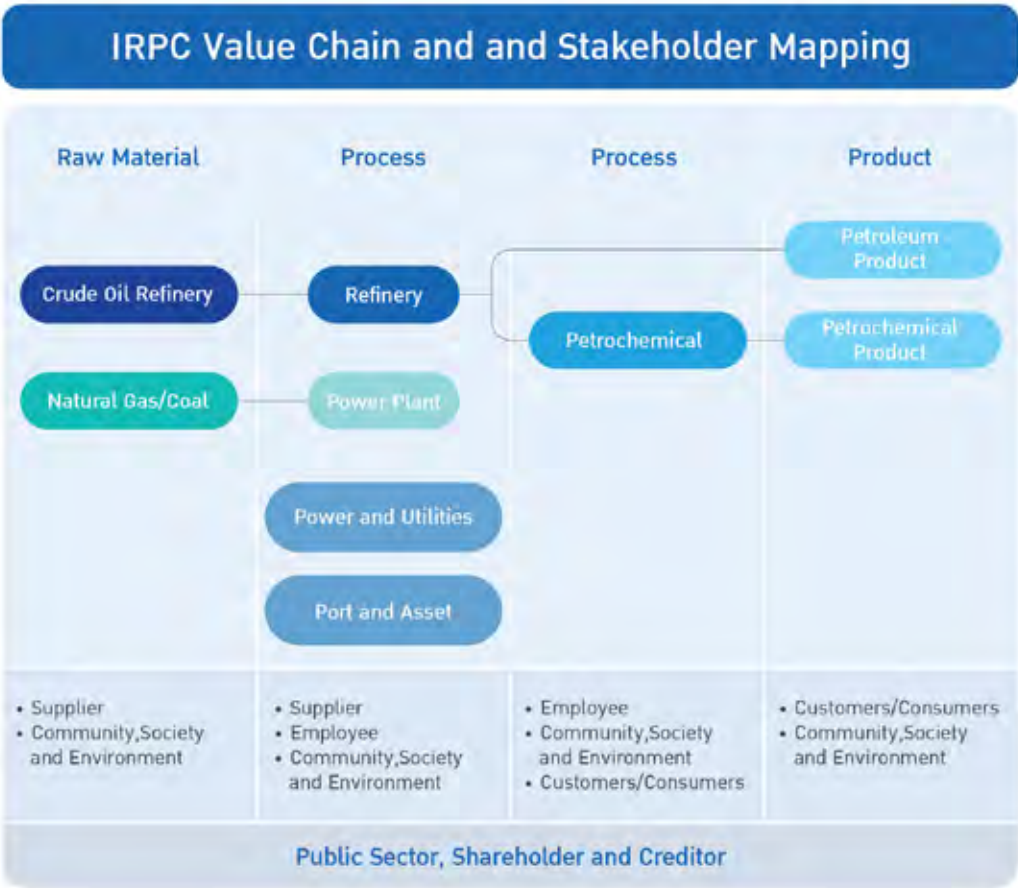 IRPC Value Chain and and Stakeholder Mapping
Raw Material
Process
Process
Product
Crude Oil Refinery
Refinery
Petroleum
Product
Petrochemical
Petrochemical
Product
Natural Gas/Coal
Power Plant
Power and Utilities
Port and Asset
• Supplier
• Community,Society
and Environment
• Supplier
• Employee
• Community,Society
and Environment
• Employee
• Community,Society
and Environment
• Customers/Consumers
• Customers/Consumers
• Community,Society
and Environment
Public Sector, Shareholder and Creditor